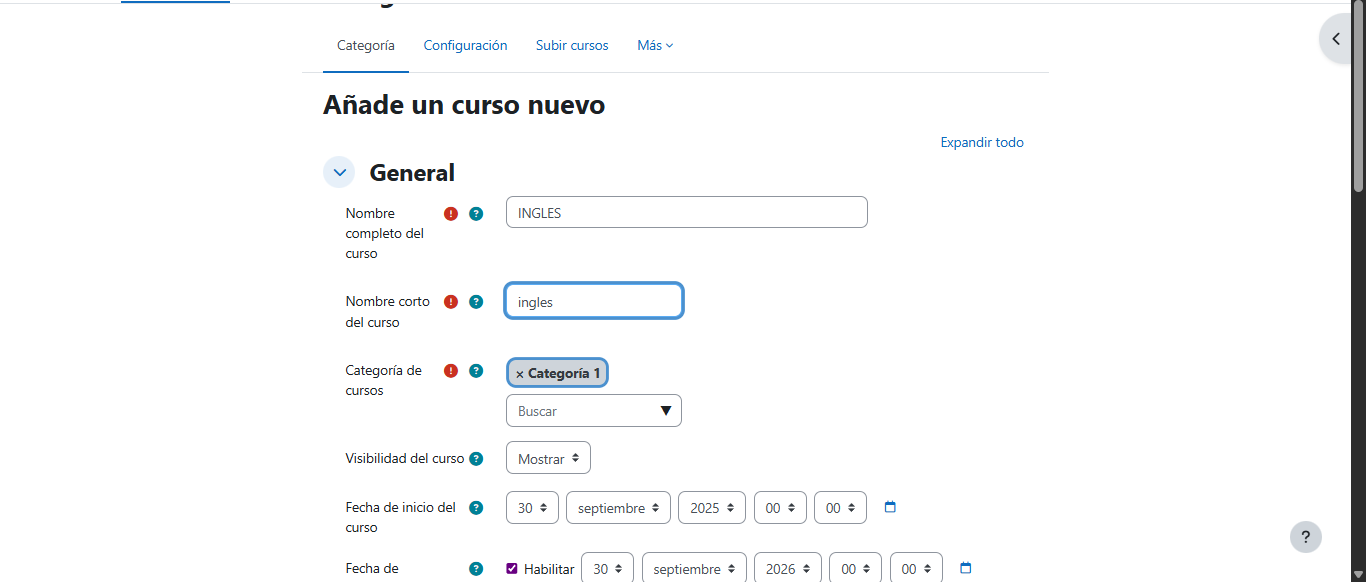 Categoría Configuración Subir cursos Más
Añade un curso nuevo
Expandir todo
General
Nombre completo del curso
INGLES
Nombre corto del curso
ingles
Categoría de cursos
× Categoría 1
Buscar
Visibilidad del curso
Mostrar
Fecha de inicio del curso
30 septiembre 2025 00 00
Fecha de
Habilitar 30 septiembre 2026 00 00
?